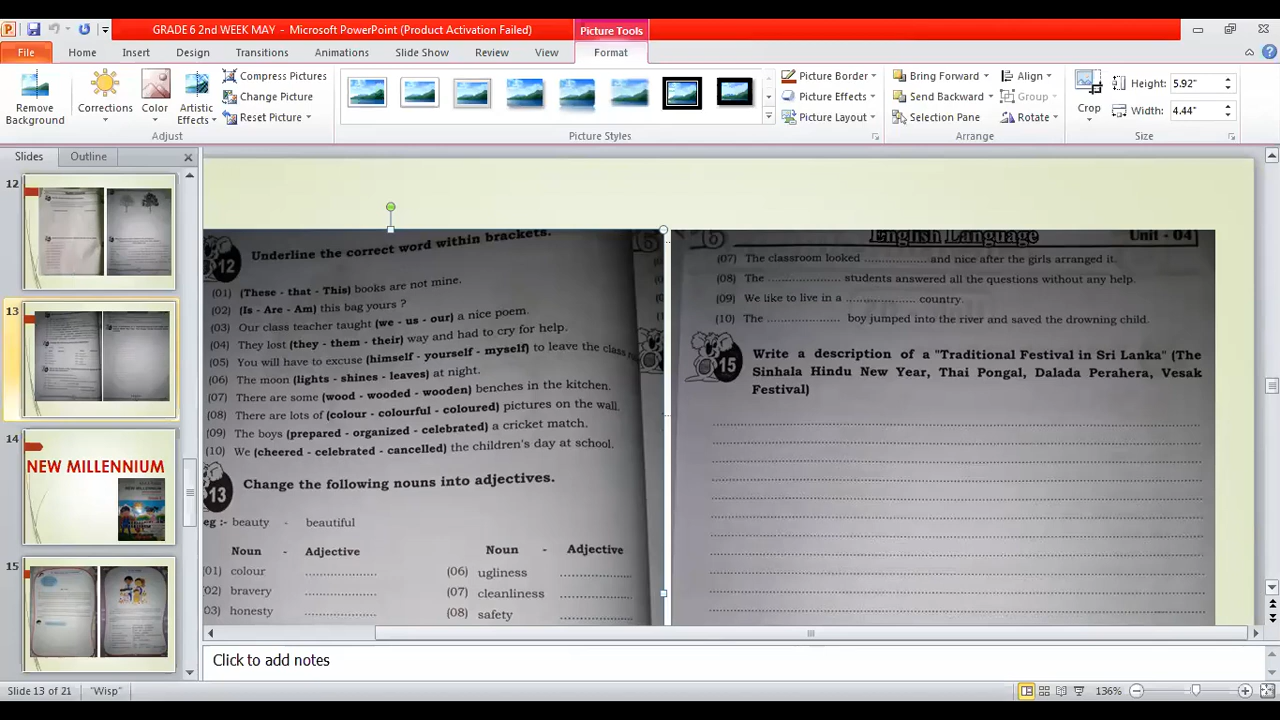 GRADE 6 2nd WEEK MAY - Microsoft PowerPoint (Product Activation Failed)
Picture Tools
File Home Insert Design Transitions Animations Slide Show Review View Format
Remove Background
Corrections
Color
Artistic Effects
Compress Pictures
Change Picture
Reset Picture
Adjust
Picture Styles
Picture Border
Picture Effects
Picture Layout
Bring Forward
Send Backward
Selection Pane
Align
Group
Rotate
Arrange
Crop
Height: 5.92"
Width: 4.44"
Size
Slides Outline
12
13
14
NEW MILLENNIUM
15
12 Underline the correct word within brackets.
(01) (These - that - This) books are not mine.
(02) (Is - Are - Am) this bag yours ?
(03) Our class teacher taught (we - us - our) a nice poem.
(04) They lost (they - them - their) way and had to cry for help.
(05) You will have to excuse (himself - yourself - myself) to leave the class
(06) The moon (lights - shines - leaves) at night.
(07) There are some (wood - wooded - wooden) benches in the kitchen.
(08) There are lots of (colour - colourful - coloured) pictures on the wall.
(09) The boys (prepared - organized - celebrated) a cricket match.
(10) We (cheered - celebrated - cancelled) the children's day at school.
13 Change the following nouns into adjectives.
eg :- beauty - beautiful
Noun - Adjective Noun - Adjective
01) colour .................... (06) ugliness ....................
02) bravery .................... (07) cleanliness ....................
03) honesty .................... (08) safety ....................
English Language Unit - 04
(07) The classroom looked .................... and nice after the girls arranged it.
(08) The .................... students answered all the questions without any help.
(09) We like to live in a .................... country.
(10) The .................... boy jumped into the river and saved the drowning child.
15 Write a description of a "Traditional Festival in Sri Lanka" (The
Sinhala Hindu New Year, Thai Pongal, Dalada Perahera, Vesak
Festival)
Click to add notes
Slide 13 of 21 "Wisp" 136%